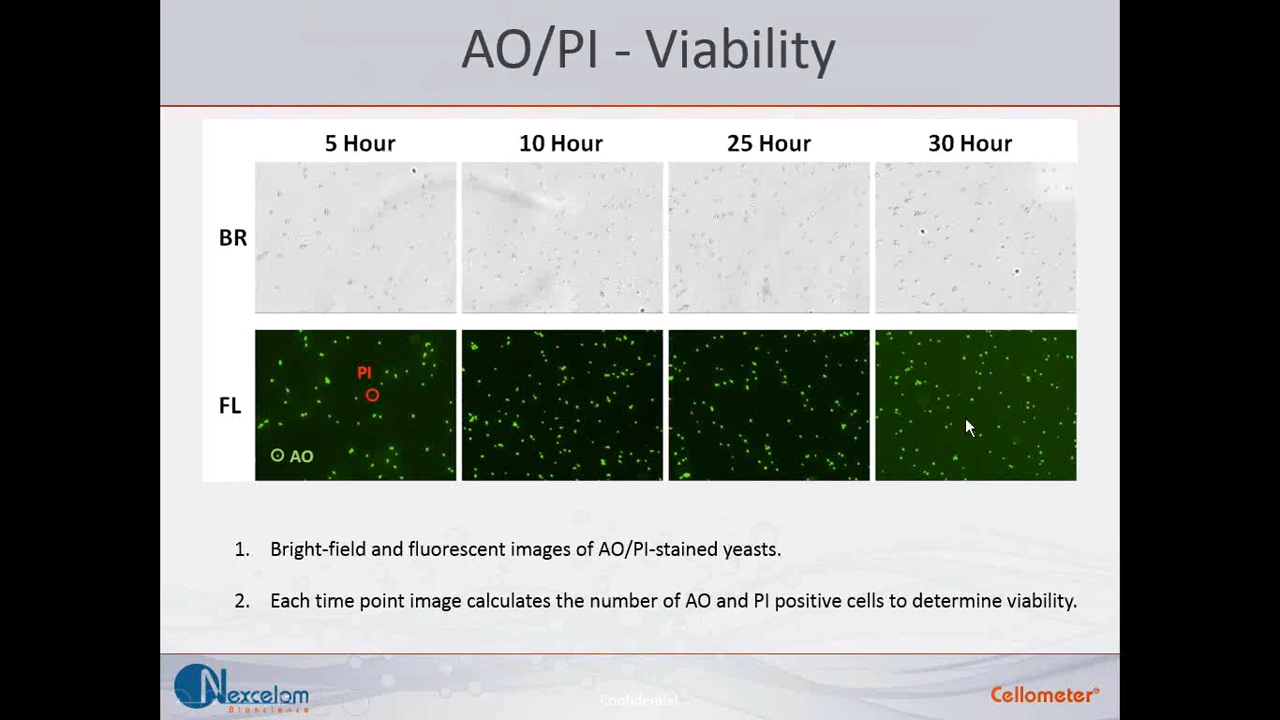 AO/PI - Viability
5 Hour 10 Hour 25 Hour 30 Hour
BR
FL
PI
AO
1. Bright-field and fluorescent images of AO/PI-stained yeasts.
2. Each time point image calculates the number of AO and PI positive cells to determine viability.
Nexcelom
Bioscience
Confidential
Cellometer®